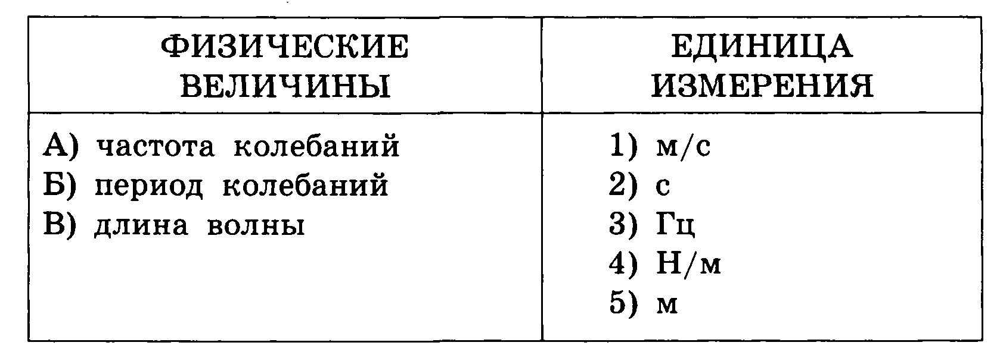 ФИЗИЧЕСКИЕ
ВЕЛИЧИНЫ
ЕДИНИЦА
ИЗМЕРЕНИЯ
А) частота колебаний
Б) период колебаний
В) длина волны
1) м/с
2) с
3) Гц
4) Н/м
5) м